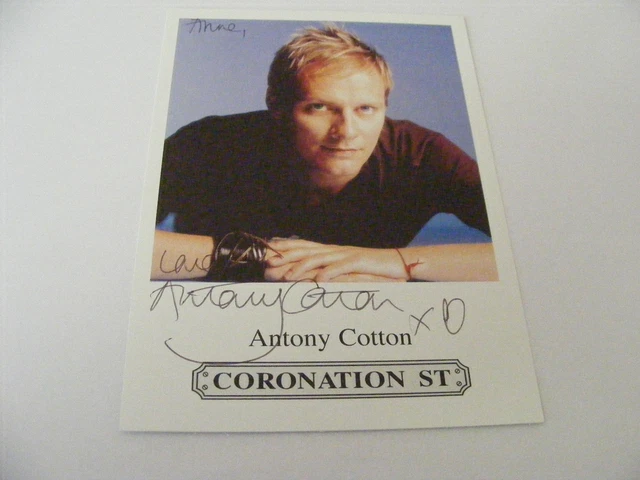 Anne,
Love
Antony Cotton
x
Antony Cotton
CORONATION ST